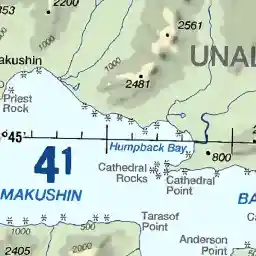 2200
2561
353
1000
UNAL
akushin
1000
2481
Priest
Rock
45
Humpback Bay
800
41
Cathedral
Rocks
Cathedral
Point
MAKUSHIN
BA
Tarasof
Point
Anderson
Point
2405